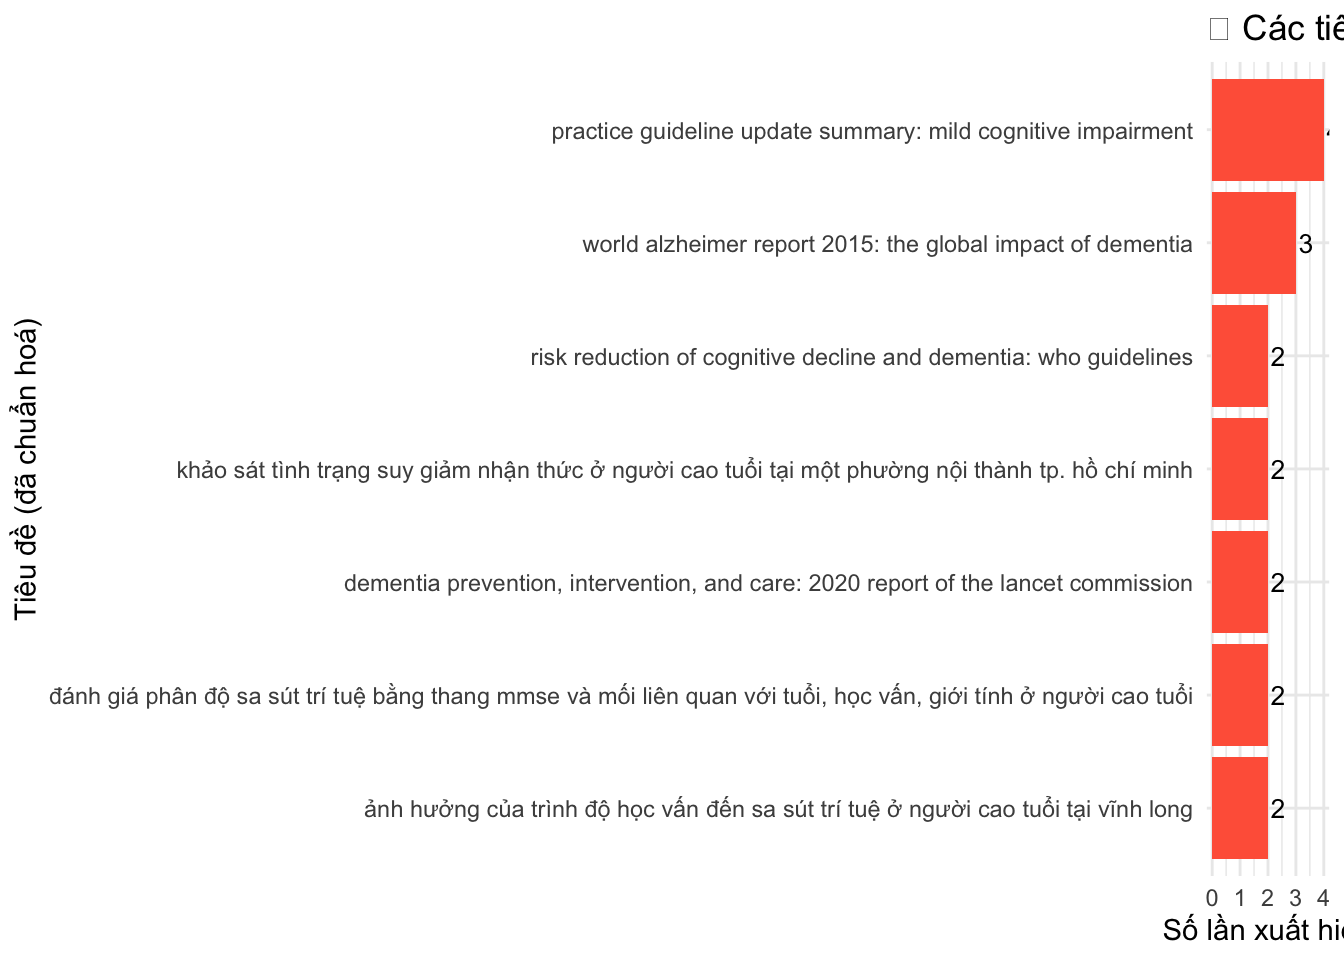 Các
practice guideline update summary: mild cognitive impairment
world alzheimer report 2015: the global impact of dementia
3
risk reduction of cognitive decline and dementia: who guidelines
2
khảo sát tình trạng suy giảm nhận thức ở người cao tuổi tại một phường nội thành tp. hồ chí minh
2
dementia prevention, intervention, and care: 2020 report of the lancet commission
2
đánh giá phân độ sa sút trí tuệ bằng thang mmse và mối liên quan với tuổi, học vấn, giới tính ở người cao tuổi
2
ảnh hưởng của trình độ học vấn đến sa sút trí tuệ ở người cao tuổi tại vĩnh long
2
Tiêu đề (đã chuẩn hoá)
0 1 2 3 4
Số lần xuất